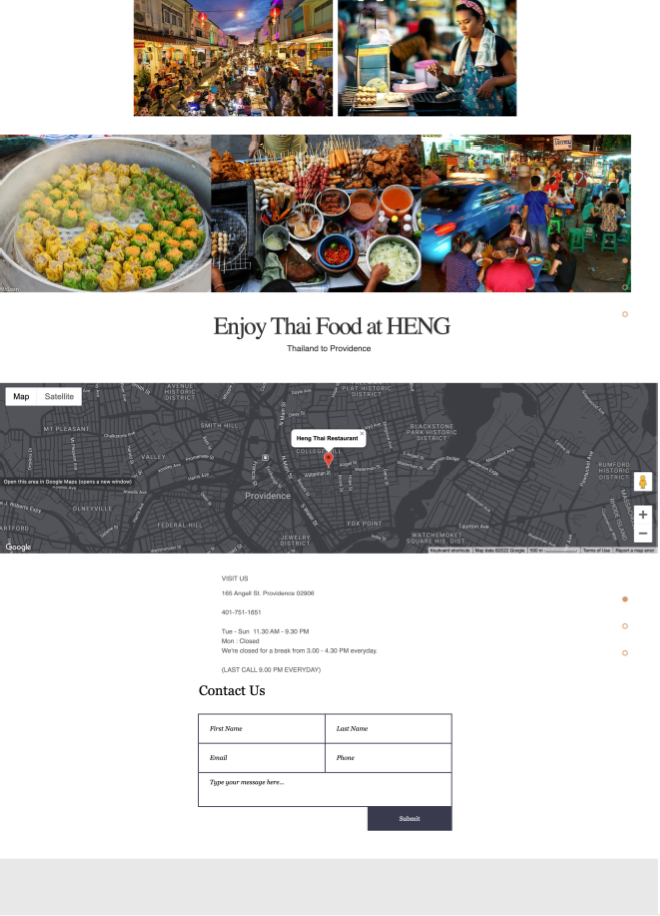 Enjoy Thai Food at HENG
Thailand to Providence
Map
Satellite
AVENUE
HISTORIC
DISTRICT
PLAT HISTORIC
DISTRICT
SMITH HILL
MT PLEASANT
BLACKSTONE
PARK HISTORIC
DISTRICT
Heng Thai Restaurant
COLLEGE HILL
VALLEY
RUMFORD
HISTORIC
DISTRICT
Open this area in Google Maps (opens a new window)
Providence
OLNEYVILLE
FEDERAL HILL
FOX POINT
JEWELRY
DISTRICT
WATCHEMOKET
SQUARE HIS. DIST
ARTFORD
MASSACH
RHODE ISLAND
Google
Keyboard shortcuts
Map data ©2022 Google
Terms of Use
Report a map error
VISIT US
165 Angell St. Providence 02906
401-751-1651
Tue - Sun 11.30 AM - 9.30 PM
Mon : Closed
We're closed for a break from 3.00 - 4.30 PM everyday.
(LAST CALL 9.00 PM EVERYDAY)
Contact Us
First Name
Last Name
Email
Phone
Type your message here...
Submit